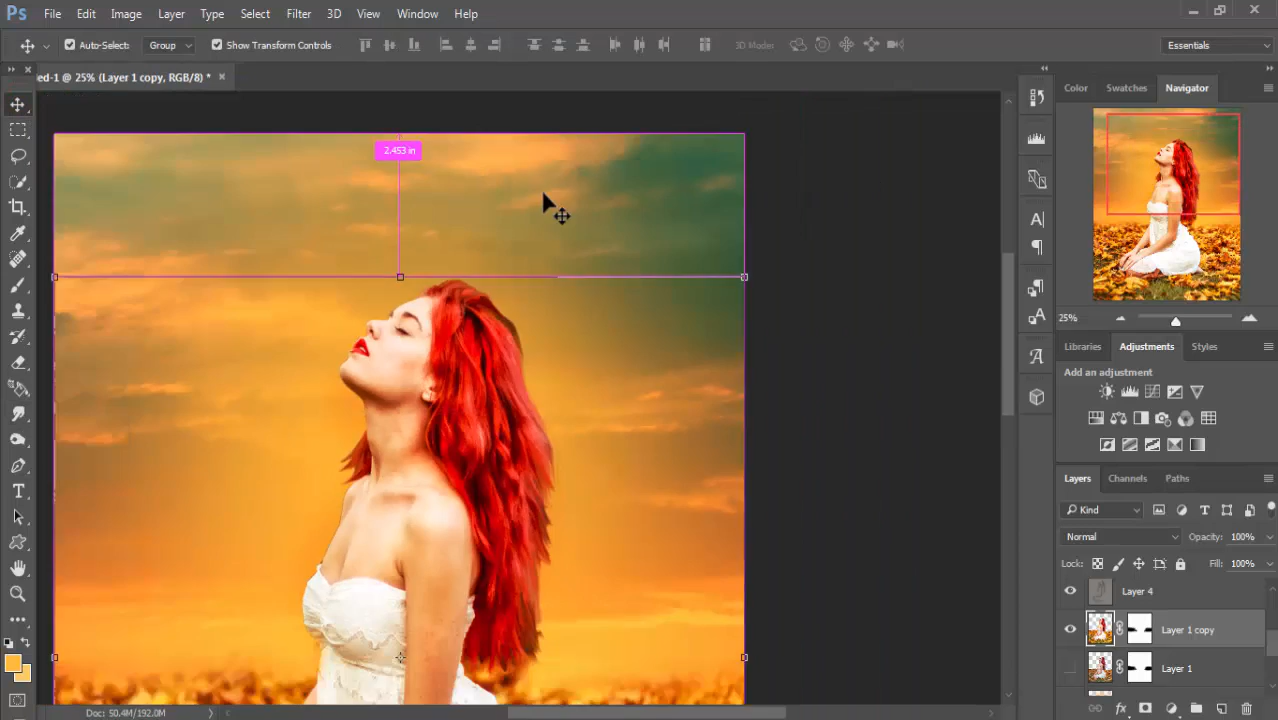 Ps File Edit Image Layer Type Select Filter 3D View Window Help
Auto-Select: Group Show Transform Controls 3D Mode: Essentials
ed-1 @ 25% (Layer 1 copy, RGB/8) * ×
Color Swatches Navigator
2.453 in
25%
Libraries Adjustments Styles
Add an adjustment
Layers Channels Paths
Kind
Normal Opacity: 100%
Lock: Fill: 100%
Layer 4
Layer 1 copy
Layer 1
Doc: 50.4M/192.0M
fx